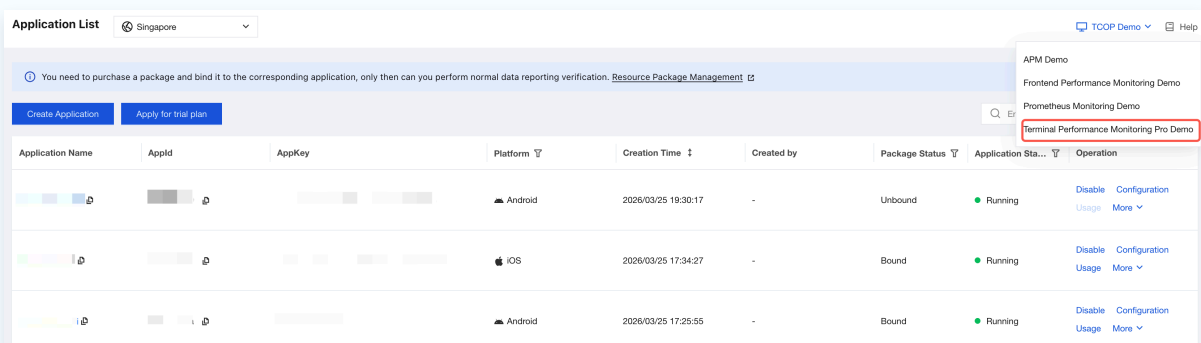 Application List
Singapore
TCOP Demo
Help
APM Demo
Frontend Performance Monitoring Demo
Prometheus Monitoring Demo
Terminal Performance Monitoring Pro Demo
You need to purchase a package and bind it to the corresponding application, only then can you perform normal data reporting verification. Resource Package Management
Create Application Apply for trial plan
Application Name AppId AppKey Platform Creation Time Created by Package Status Application Sta... Operation
Android 2026/03/25 19:30:17 - Unbound Running Disable Configuration
Usage More
iOS 2026/03/25 17:34:27 - Bound Running Disable Configuration
Usage More
Android 2026/03/25 17:25:55 - Bound Running Disable Configuration
Usage More